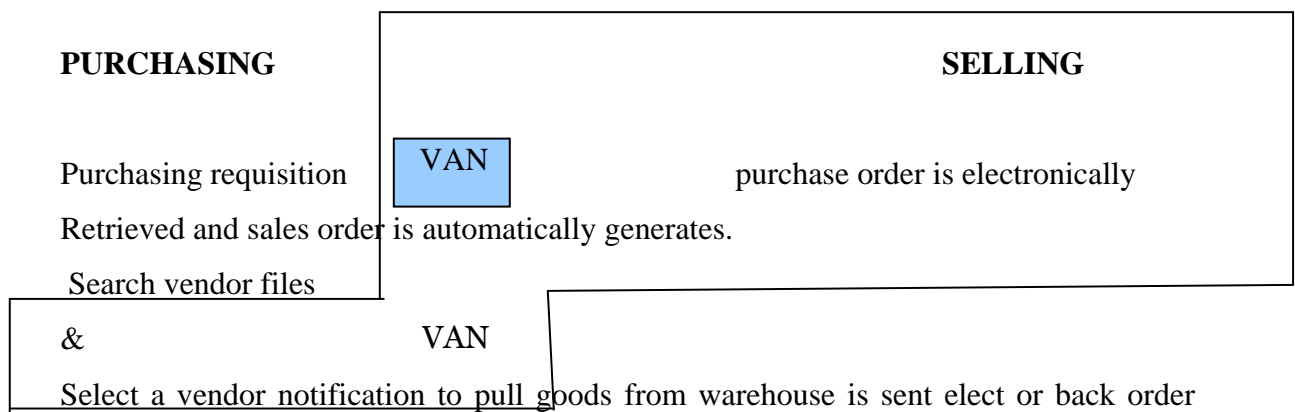 PURCHASING SELLING
Purchasing requisition VAN purchase order is electronically
Retrieved and sales order is automatically generates.
Search vendor files
& VAN
Select a vendor notification to pull goods from warehouse is sent elect or back order